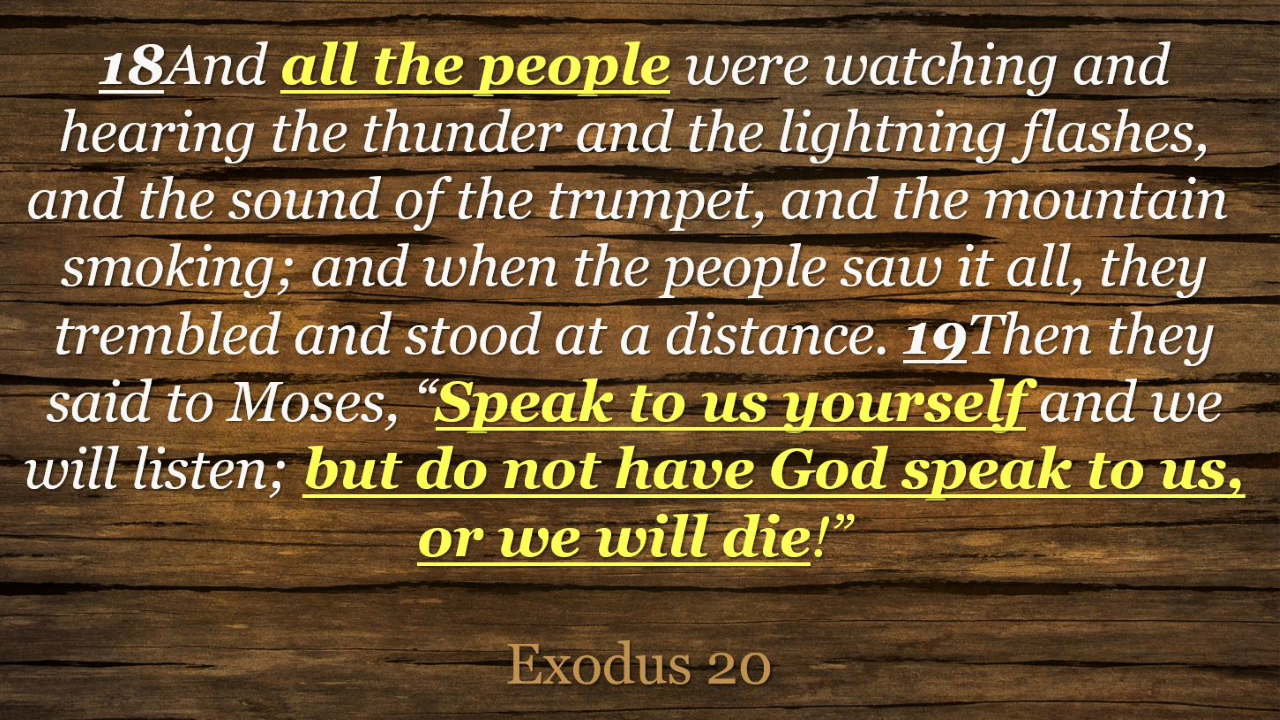 18And all the people were watching and
hearing the thunder and the lightning flashes,
and the sound of the trumpet, and the mountain
smoking; and when the people saw it all, they
trembled and stood at a distance. 19Then they
said to Moses, “Speak to us yourself and we
will listen; but do not have God speak to us,
or we will die!”
Exodus 20